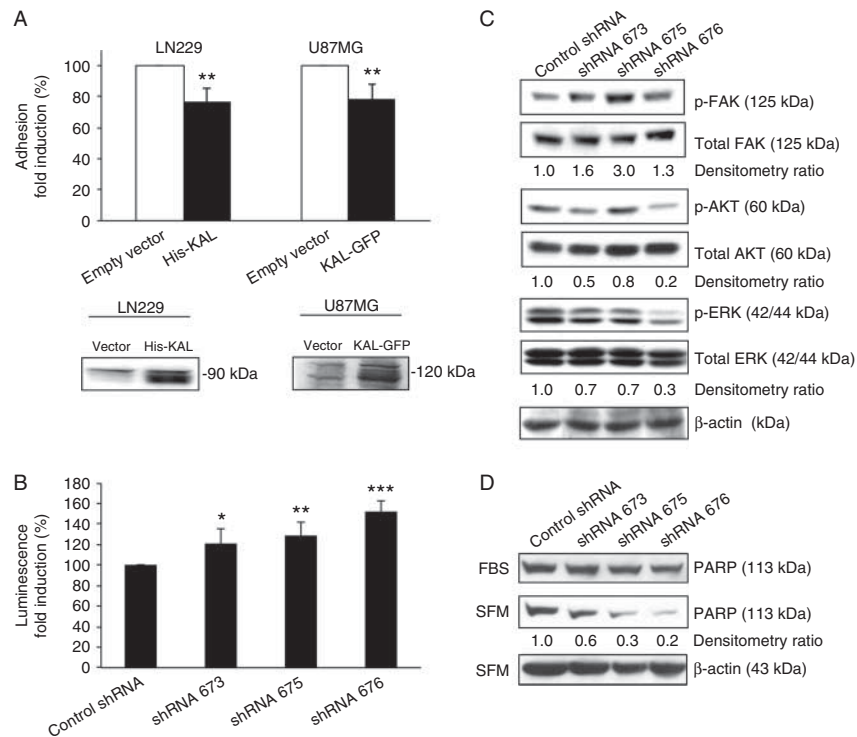 A
LN229
U87MG
100
80
60
40
20
0
Adhesion
fold induction (%)
**
**
Empty vector
His-KAL
Empty vector
KAL-GFP
LN229
U87MG
Vector
His-KAL
-90 kDa
Vector
KAL-GFP
-120 kDa
B
180
160
140
120
100
80
60
40
20
0
Luminescence
fold induction (%)
*
**
***
Control shRNA
shRNA 673
shRNA 675
shRNA 676
C
Control shRNA
shRNA 673
shRNA 675
shRNA 676
p-FAK (125 kDa)
Total FAK (125 kDa)
1.0 1.6 3.0 1.3 Densitometry ratio
p-AKT (60 kDa)
Total AKT (60 kDa)
1.0 0.5 0.8 0.2 Densitometry ratio
p-ERK (42/44 kDa)
Total ERK (42/44 kDa)
1.0 0.7 0.7 0.3 Densitometry ratio
β-actin (kDa)
D
Control shRNA
shRNA 673
shRNA 675
shRNA 676
FBS PARP (113 kDa)
SFM PARP (113 kDa)
1.0 0.6 0.3 0.2 Densitometry ratio
SFM β-actin (43 kDa)